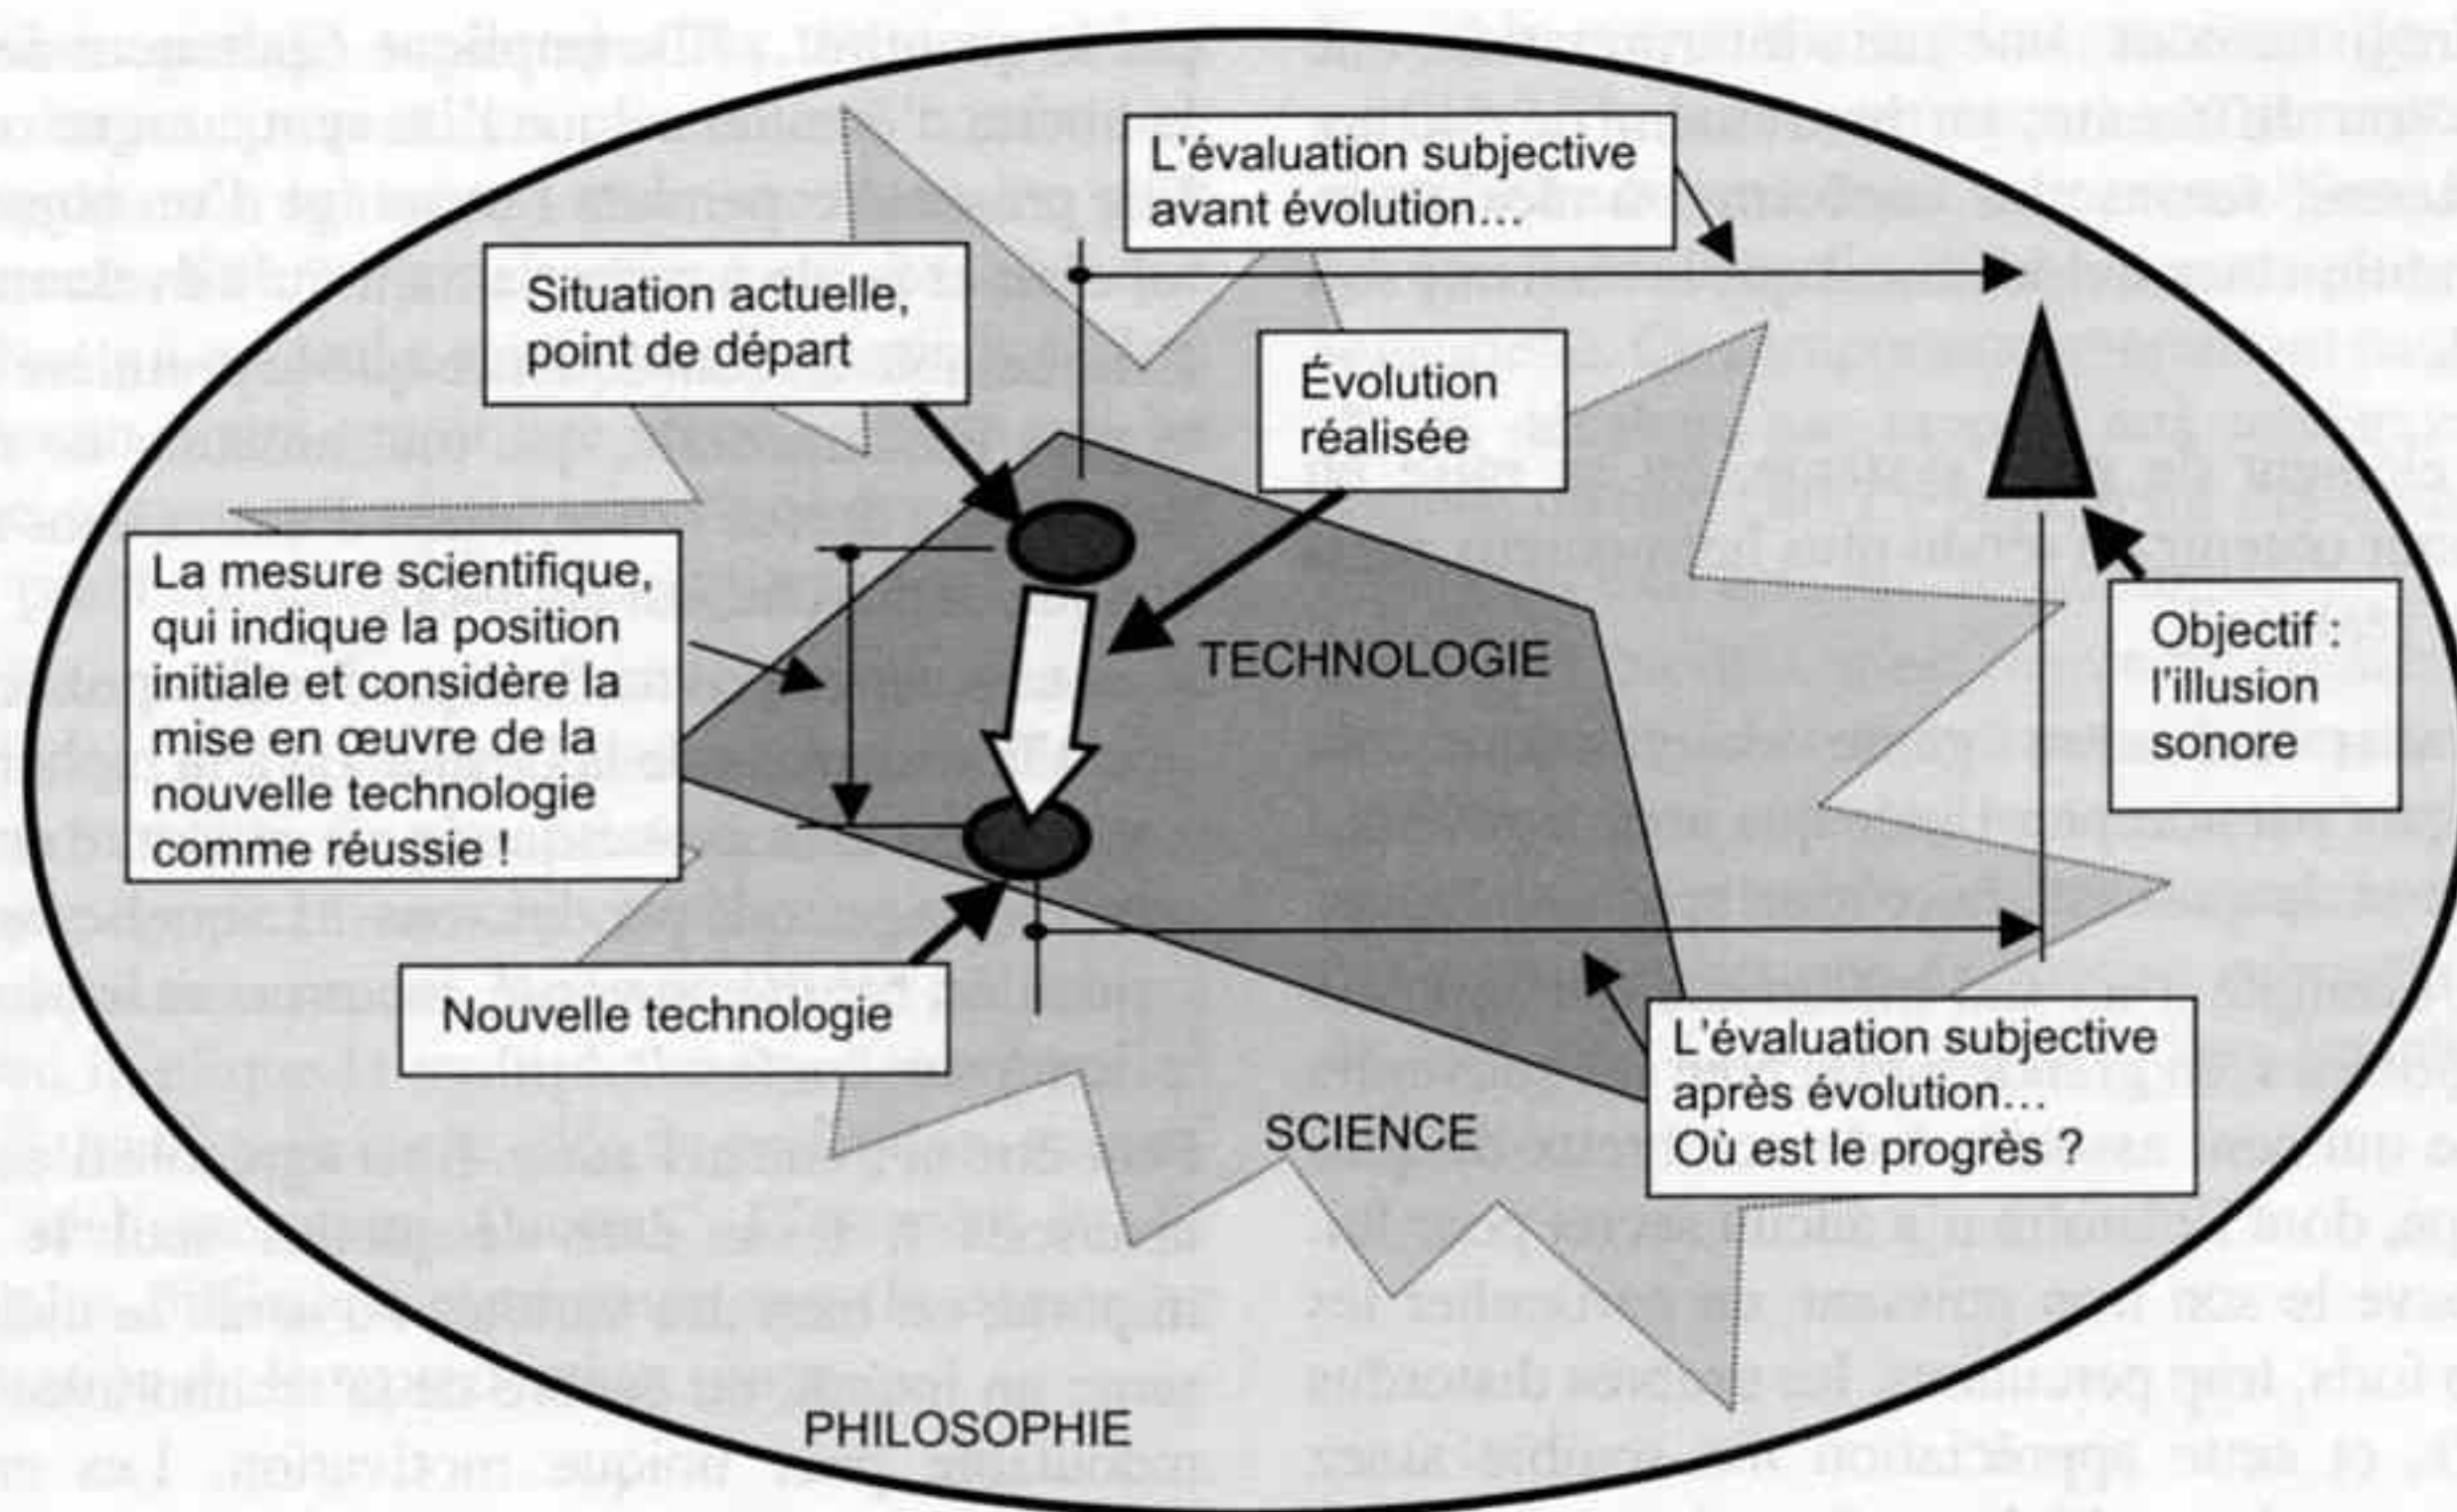 L'évaluation subjective
avant évolution…
Situation actuelle,
point de départ
Évolution
réalisée
La mesure scientifique,
qui indique la position
initiale et considère la
mise en œuvre de la
nouvelle technologie
comme réussie !
TECHNOLOGIE
Objectif :
l'illusion
sonore
Nouvelle technologie
L'évaluation subjective
après évolution…
Où est le progrès ?
SCIENCE
PHILOSOPHIE